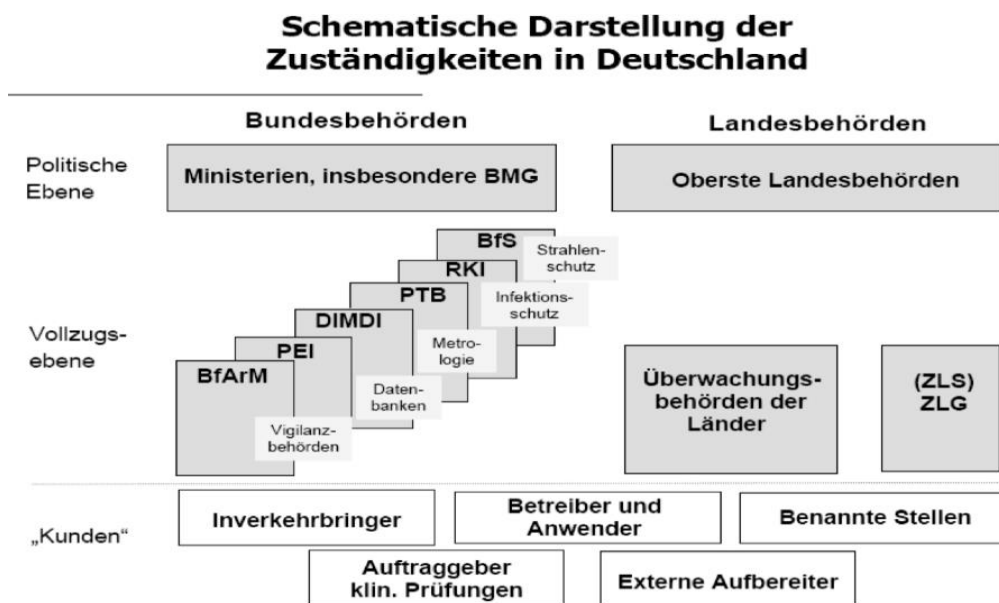 Schematische Darstellung der
Zuständigkeiten in Deutschland
Bundesbehörden
Landesbehörden
Politische
Ebene
Ministerien, insbesondere BMG
Oberste Landesbehörden
BfS
Strahlen-
schutz
RKI
Infektions-
schutz
PTB
Metro-
logie
DIMDI
Daten-
banken
PEI
BfArM
Vigilanz-
behörden
Vollzugs-
ebene
Überwachungs-
behörden der
Länder
(ZLS)
ZLG
„Kunden“
Inverkehrbringer
Betreiber und
Anwender
Benannte Stellen
Auftraggeber
klin. Prüfungen
Externe Aufbereiter